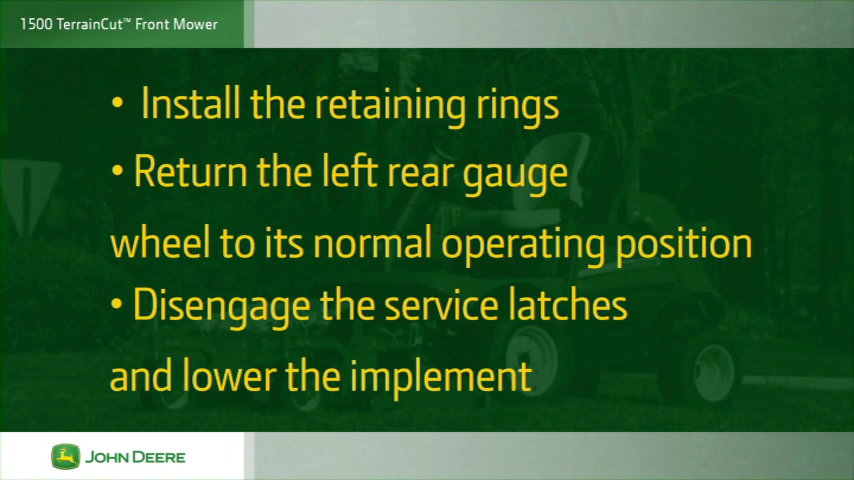 1500 TerrainCut™ Front Mower
• Install the retaining rings
• Return the left rear gauge
wheel to its normal operating position
• Disengage the service latches
and lower the implement
JOHN DEERE